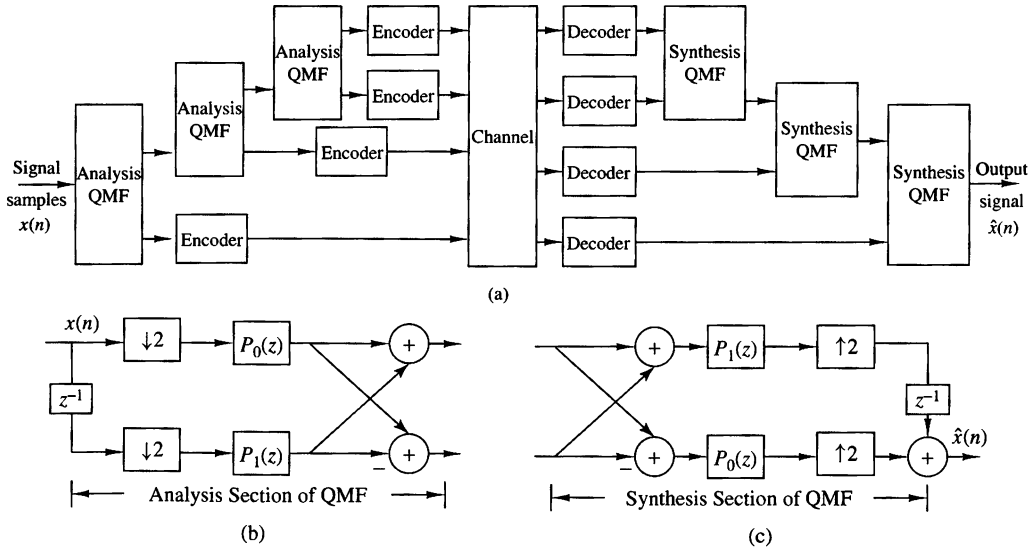 Analysis
QMF
Encoder
Encoder
Analysis
QMF
Encoder
Signal
samples
x(n)
Analysis
QMF
Encoder
Channel
Decoder
Decoder
Decoder
Decoder
Synthesis
QMF
Synthesis
QMF
Synthesis
QMF
Output
signal
x̂(n)
(a)
x(n)
↓2
P₀(z)
+
z⁻¹
↓2
P₁(z)
−
+
Analysis Section of QMF
(b)
+
P₁(z)
↑2
z⁻¹
−
+
P₀(z)
↑2
+
x̂(n)
Synthesis Section of QMF
(c)